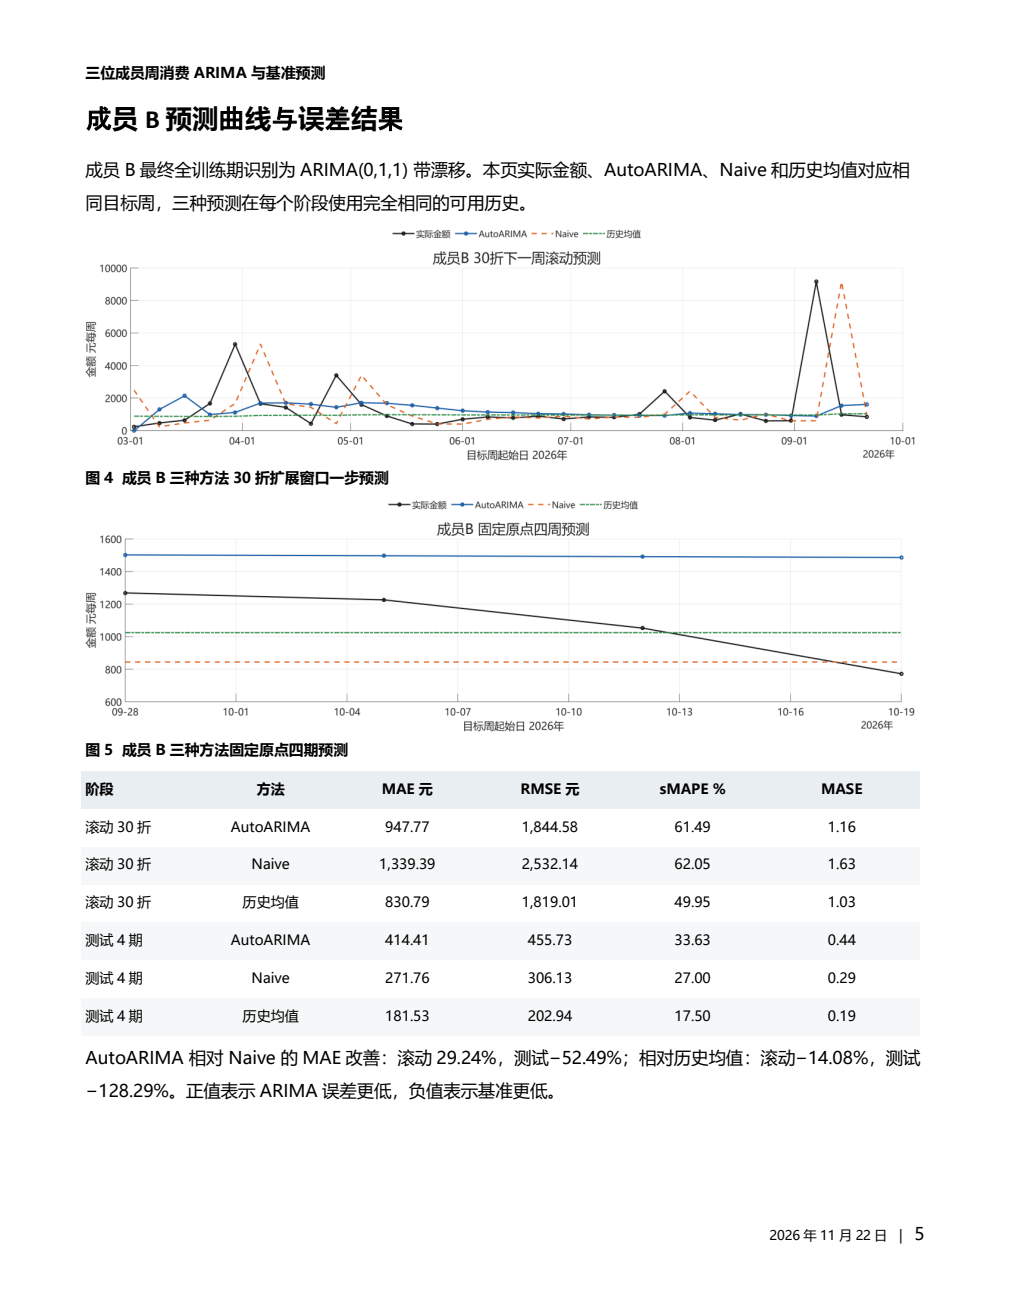 三位成员周消费 ARIMA 与基准预测
成员 B 预测曲线与误差结果
成员 B 最终全训练期识别为 ARIMA(0,1,1) 带漂移。本页实际金额、AutoARIMA、Naive 和历史均值对应相
同目标周，三种预测在每个阶段使用完全相同的可用历史。
实际金额 AutoARIMA Naive 历史均值
成员B 30折下一周滚动预测
金额 元每周
10000
8000
6000
4000
2000
0
03-01 04-01 05-01 06-01 07-01 08-01 09-01 10-01
目标周起始日 2026年
2026年
图 4 成员 B 三种方法 30 折扩展窗口一步预测
实际金额 AutoARIMA Naive 历史均值
成员B 固定原点四周预测
金额 元每周
1600
1400
1200
1000
800
600
09-28 10-01 10-04 10-07 10-10 10-13 10-16 10-19
目标周起始日 2026年
2026年
图 5 成员 B 三种方法固定原点四期预测
阶段 方法 MAE 元 RMSE 元 sMAPE % MASE
滚动 30 折 AutoARIMA 947.77 1,844.58 61.49 1.16
滚动 30 折 Naive 1,339.39 2,532.14 62.05 1.63
滚动 30 折 历史均值 830.79 1,819.01 49.95 1.03
测试 4 期 AutoARIMA 414.41 455.73 33.63 0.44
测试 4 期 Naive 271.76 306.13 27.00 0.29
测试 4 期 历史均值 181.53 202.94 17.50 0.19
AutoARIMA 相对 Naive 的 MAE 改善：滚动 29.24%，测试−52.49%；相对历史均值：滚动−14.08%，测试
−128.29%。正值表示 ARIMA 误差更低，负值表示基准更低。
2026 年 11 月 22 日 | 5